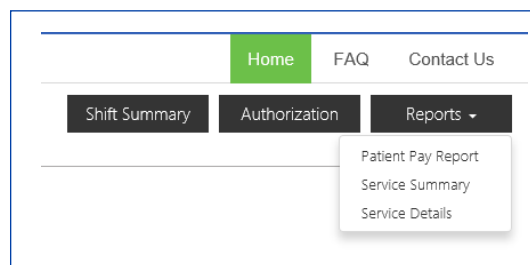 Home FAQ Contact Us
Shift Summary Authorization Reports
Patient Pay Report
Service Summary
Service Details